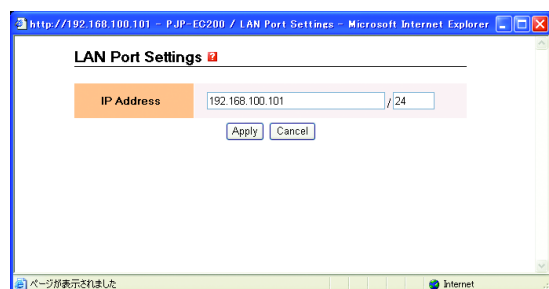 http://192.168.100.101 - PJP-EC200 / LAN Port Settings - Microsoft Internet Explorer
LAN Port Settings ?
IP Address 192.168.100.101 / 24
Apply Cancel
ページが表示されました Internet